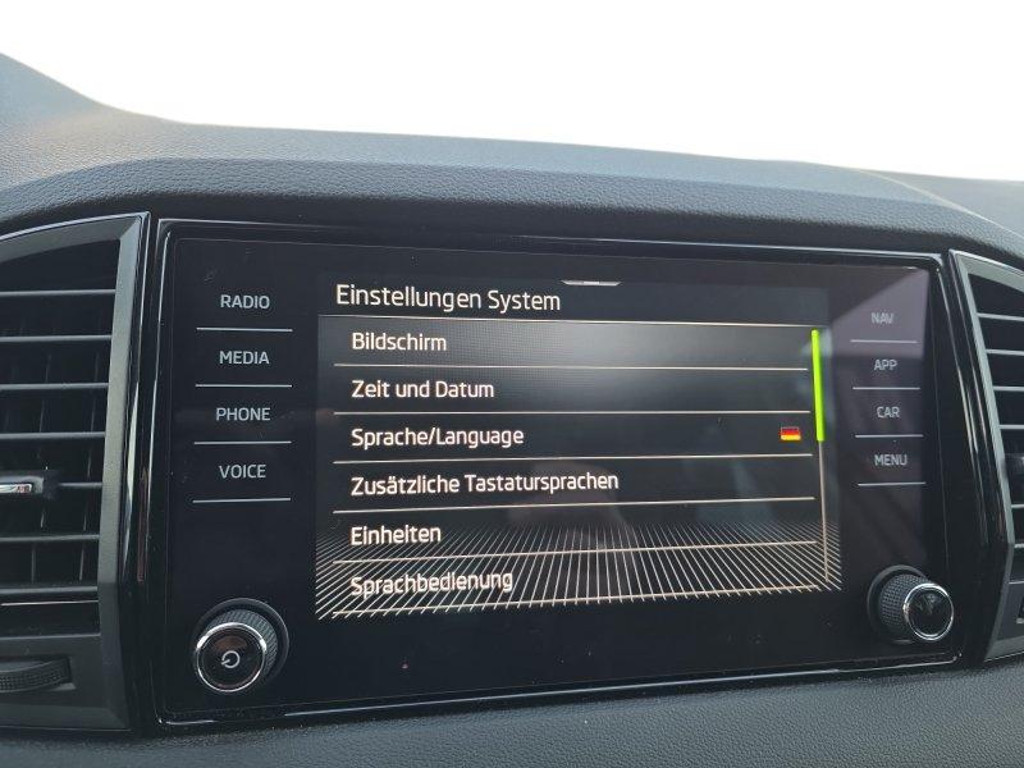 RADIO
MEDIA
PHONE
VOICE
Einstellungen System
Bildschirm
Zeit und Datum
Sprache/Language
Zusätzliche Tastatursprachen
Einheiten
Sprachbedienung
NAV
APP
CAR
MENU